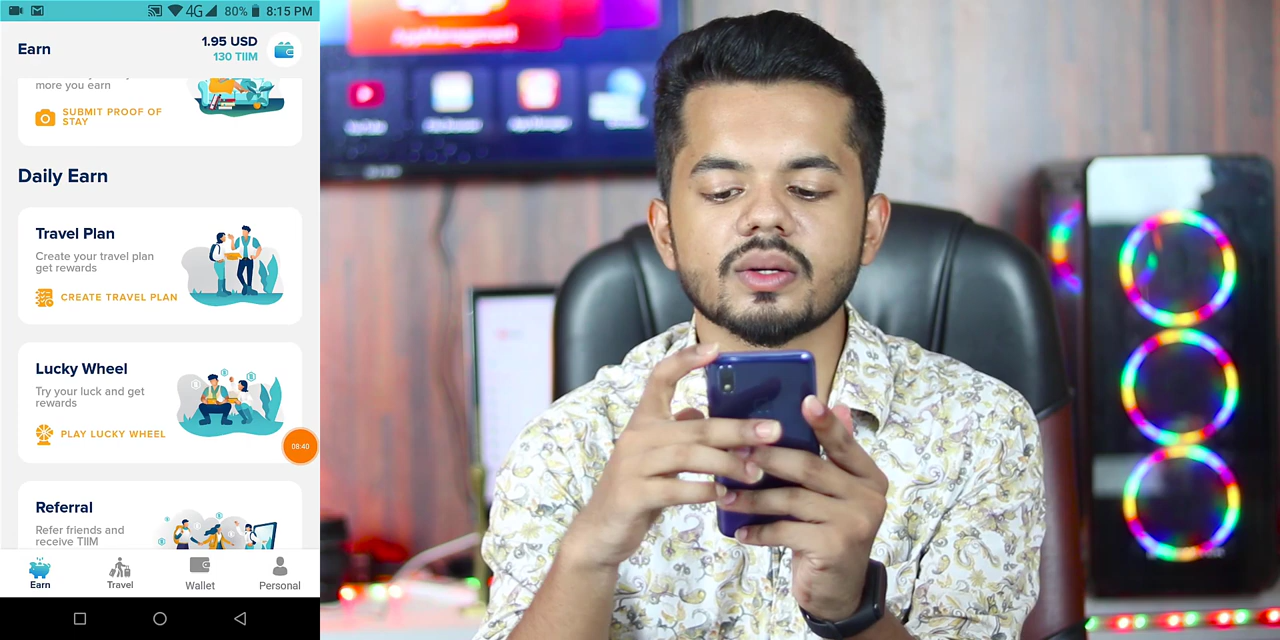 4G 80% 8:15 PM
Earn
1.95 USD
130 TIIM
more you earn
SUBMIT PROOF OF
STAY
Daily Earn
Travel Plan
Create your travel plan
get rewards
CREATE TRAVEL PLAN
Lucky Wheel
Try your luck and get
rewards
PLAY LUCKY WHEEL
08:40
Referral
Refer friends and
receive TIIM
Earn
Travel
Wallet
Personal
AppManagement